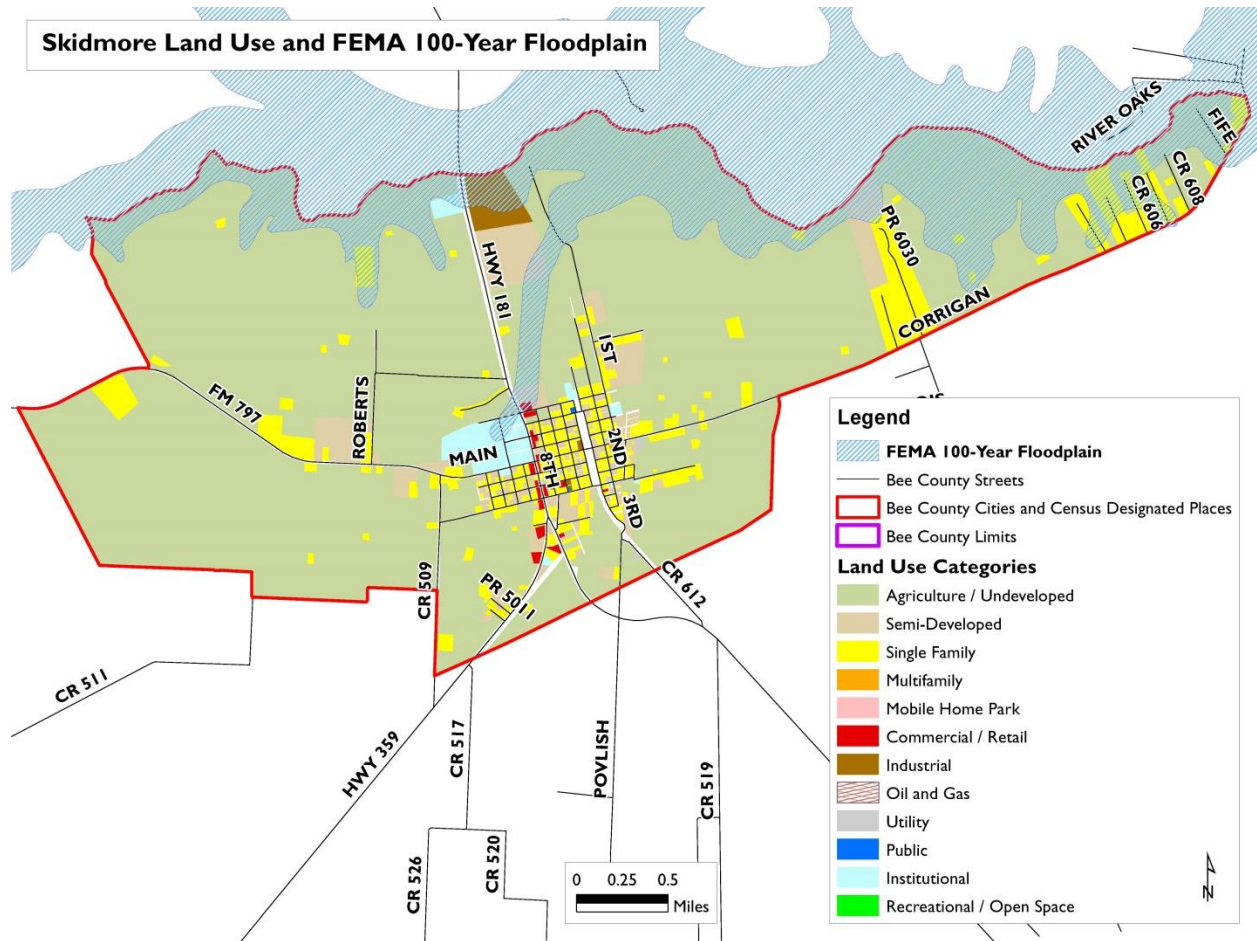 Skidmore Land Use and FEMA 100-Year Floodplain
RIVER OAKS
FIFE
CR 608
CR 606
PR 6030
HWY 181
CORRIGAN
1ST
ROBERTS
FM 797
MAIN
8TH
2ND
3RD
CR 509
PR 5011
CR 612
CR 511
HWY 359
CR 517
POVLISH
CR 519
CR 526
CR 520
0 0.25 0.5
Miles
Legend
FEMA 100-Year Floodplain
Bee County Streets
Bee County Cities and Census Designated Places
Bee County Limits
Land Use Categories
Agriculture / Undeveloped
Semi-Developed
Single Family
Multifamily
Mobile Home Park
Commercial / Retail
Industrial
Oil and Gas
Utility
Public
Institutional
Recreational / Open Space
N